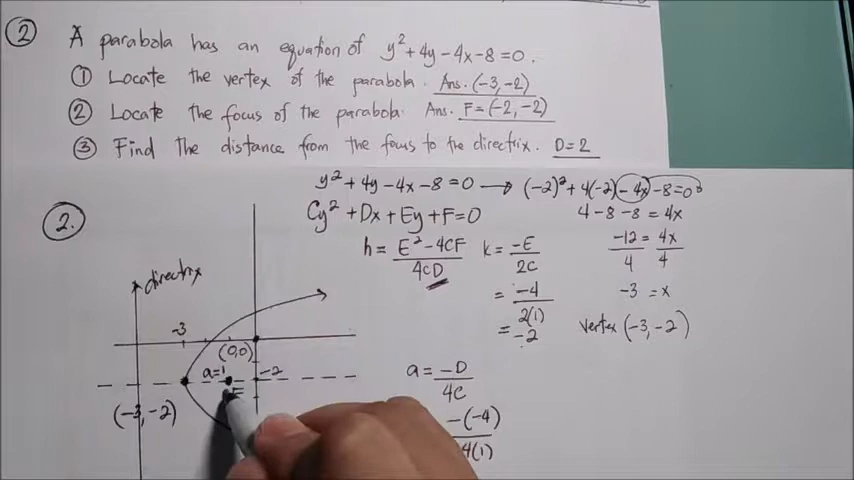 ② A parabola has an equation of y² + 4y - 4x - 8 = 0.
① Locate the vertex of the parabola. Ans. (-3, -2)
② Locate the focus of the parabola. Ans. F = (-2, -2)
③ Find the distance from the focus to the directrix. D = 2
2.
y² + 4y - 4x - 8 = 0 → (-2)² + 4(-2) - 4x - 8 = 0
Cy² + Dx + Ey + F = 0
4 - 8 - 8 = 4x
h = E² - 4CF / 4CD
k = -E / 2C
= -4 / 2(1)
= -2
-12 / 4 = 4x / 4
-3 = x
vertex (-3, -2)
a = -D / 4C
-(-4) / 4(1)
directrix
-3
(0,0)
a=1
-2
F
(-3, -2)